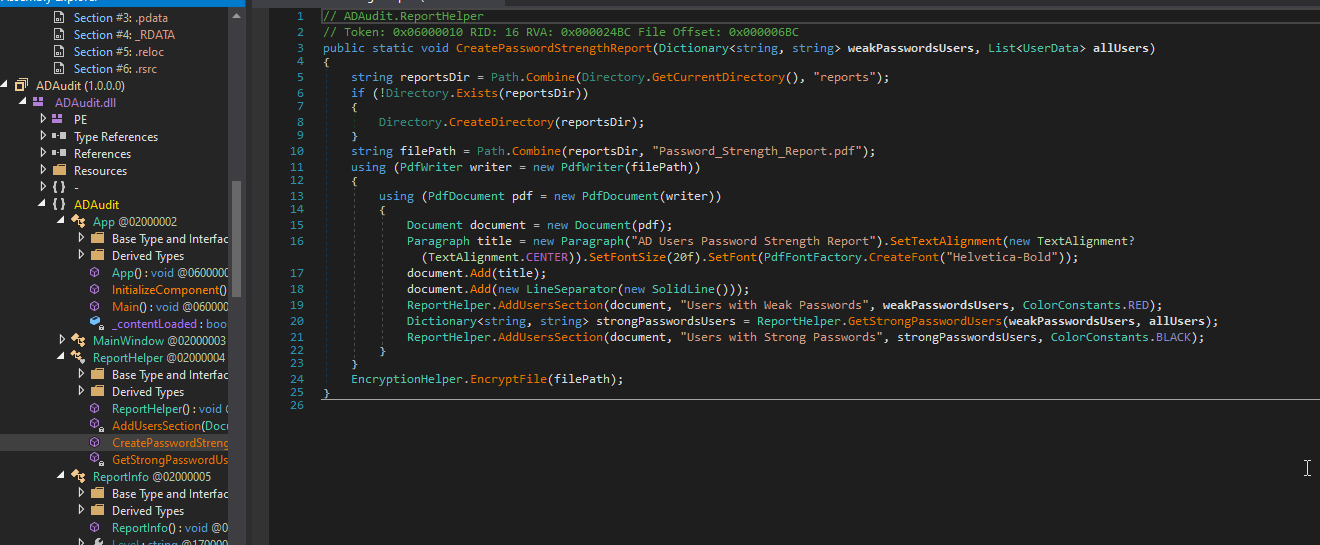 Section #3: .pdata
Section #4: _RDATA
Section #5: .reloc
Section #6: .rsrc
ADAudit (1.0.0.0)
ADAudit.dll
PE
Type References
References
Resources
{ } -
{ } ADAudit
App @02000002
Base Type and Interfac
Derived Types
App() : void @060000
InitializeComponent()
Main() : void @06000
_contentLoaded : boo
MainWindow @02000003
ReportHelper @02000004
Base Type and Interfac
Derived Types
ReportHelper() : void
AddUsersSection(Doc
CreatePasswordStreng
GetStrongPasswordUs
ReportInfo @02000005
Base Type and Interfac
Derived Types
ReportInfo() : void @0
1 // ADAudit.ReportHelper
2 // Token: 0x06000010 RID: 16 RVA: 0x000024BC File Offset: 0x000006BC
3 public static void CreatePasswordStrengthReport(Dictionary<string, string> weakPasswordsUsers, List<UserData> allUsers)
4 {
5 string reportsDir = Path.Combine(Directory.GetCurrentDirectory(), "reports");
6 if (!Directory.Exists(reportsDir))
7 {
8 Directory.CreateDirectory(reportsDir);
9 }
10 string filePath = Path.Combine(reportsDir, "Password_Strength_Report.pdf");
11 using (PdfWriter writer = new PdfWriter(filePath))
12 {
13 using (PdfDocument pdf = new PdfDocument(writer))
14 {
15 Document document = new Document(pdf);
16 Paragraph title = new Paragraph("AD Users Password Strength Report").SetTextAlignment(new TextAlignment?
(TextAlignment.CENTER)).SetFontSize(20f).SetFont(PdfFontFactory.CreateFont("Helvetica-Bold"));
17 document.Add(title);
18 document.Add(new LineSeparator(new SolidLine()));
19 ReportHelper.AddUsersSection(document, "Users with Weak Passwords", weakPasswordsUsers, ColorConstants.RED);
20 Dictionary<string, string> strongPasswordsUsers = ReportHelper.GetStrongPasswordUsers(weakPasswordsUsers, allUsers);
21 ReportHelper.AddUsersSection(document, "Users with Strong Passwords", strongPasswordsUsers, ColorConstants.BLACK);
22 }
23 }
24 EncryptionHelper.EncryptFile(filePath);
25 }
26